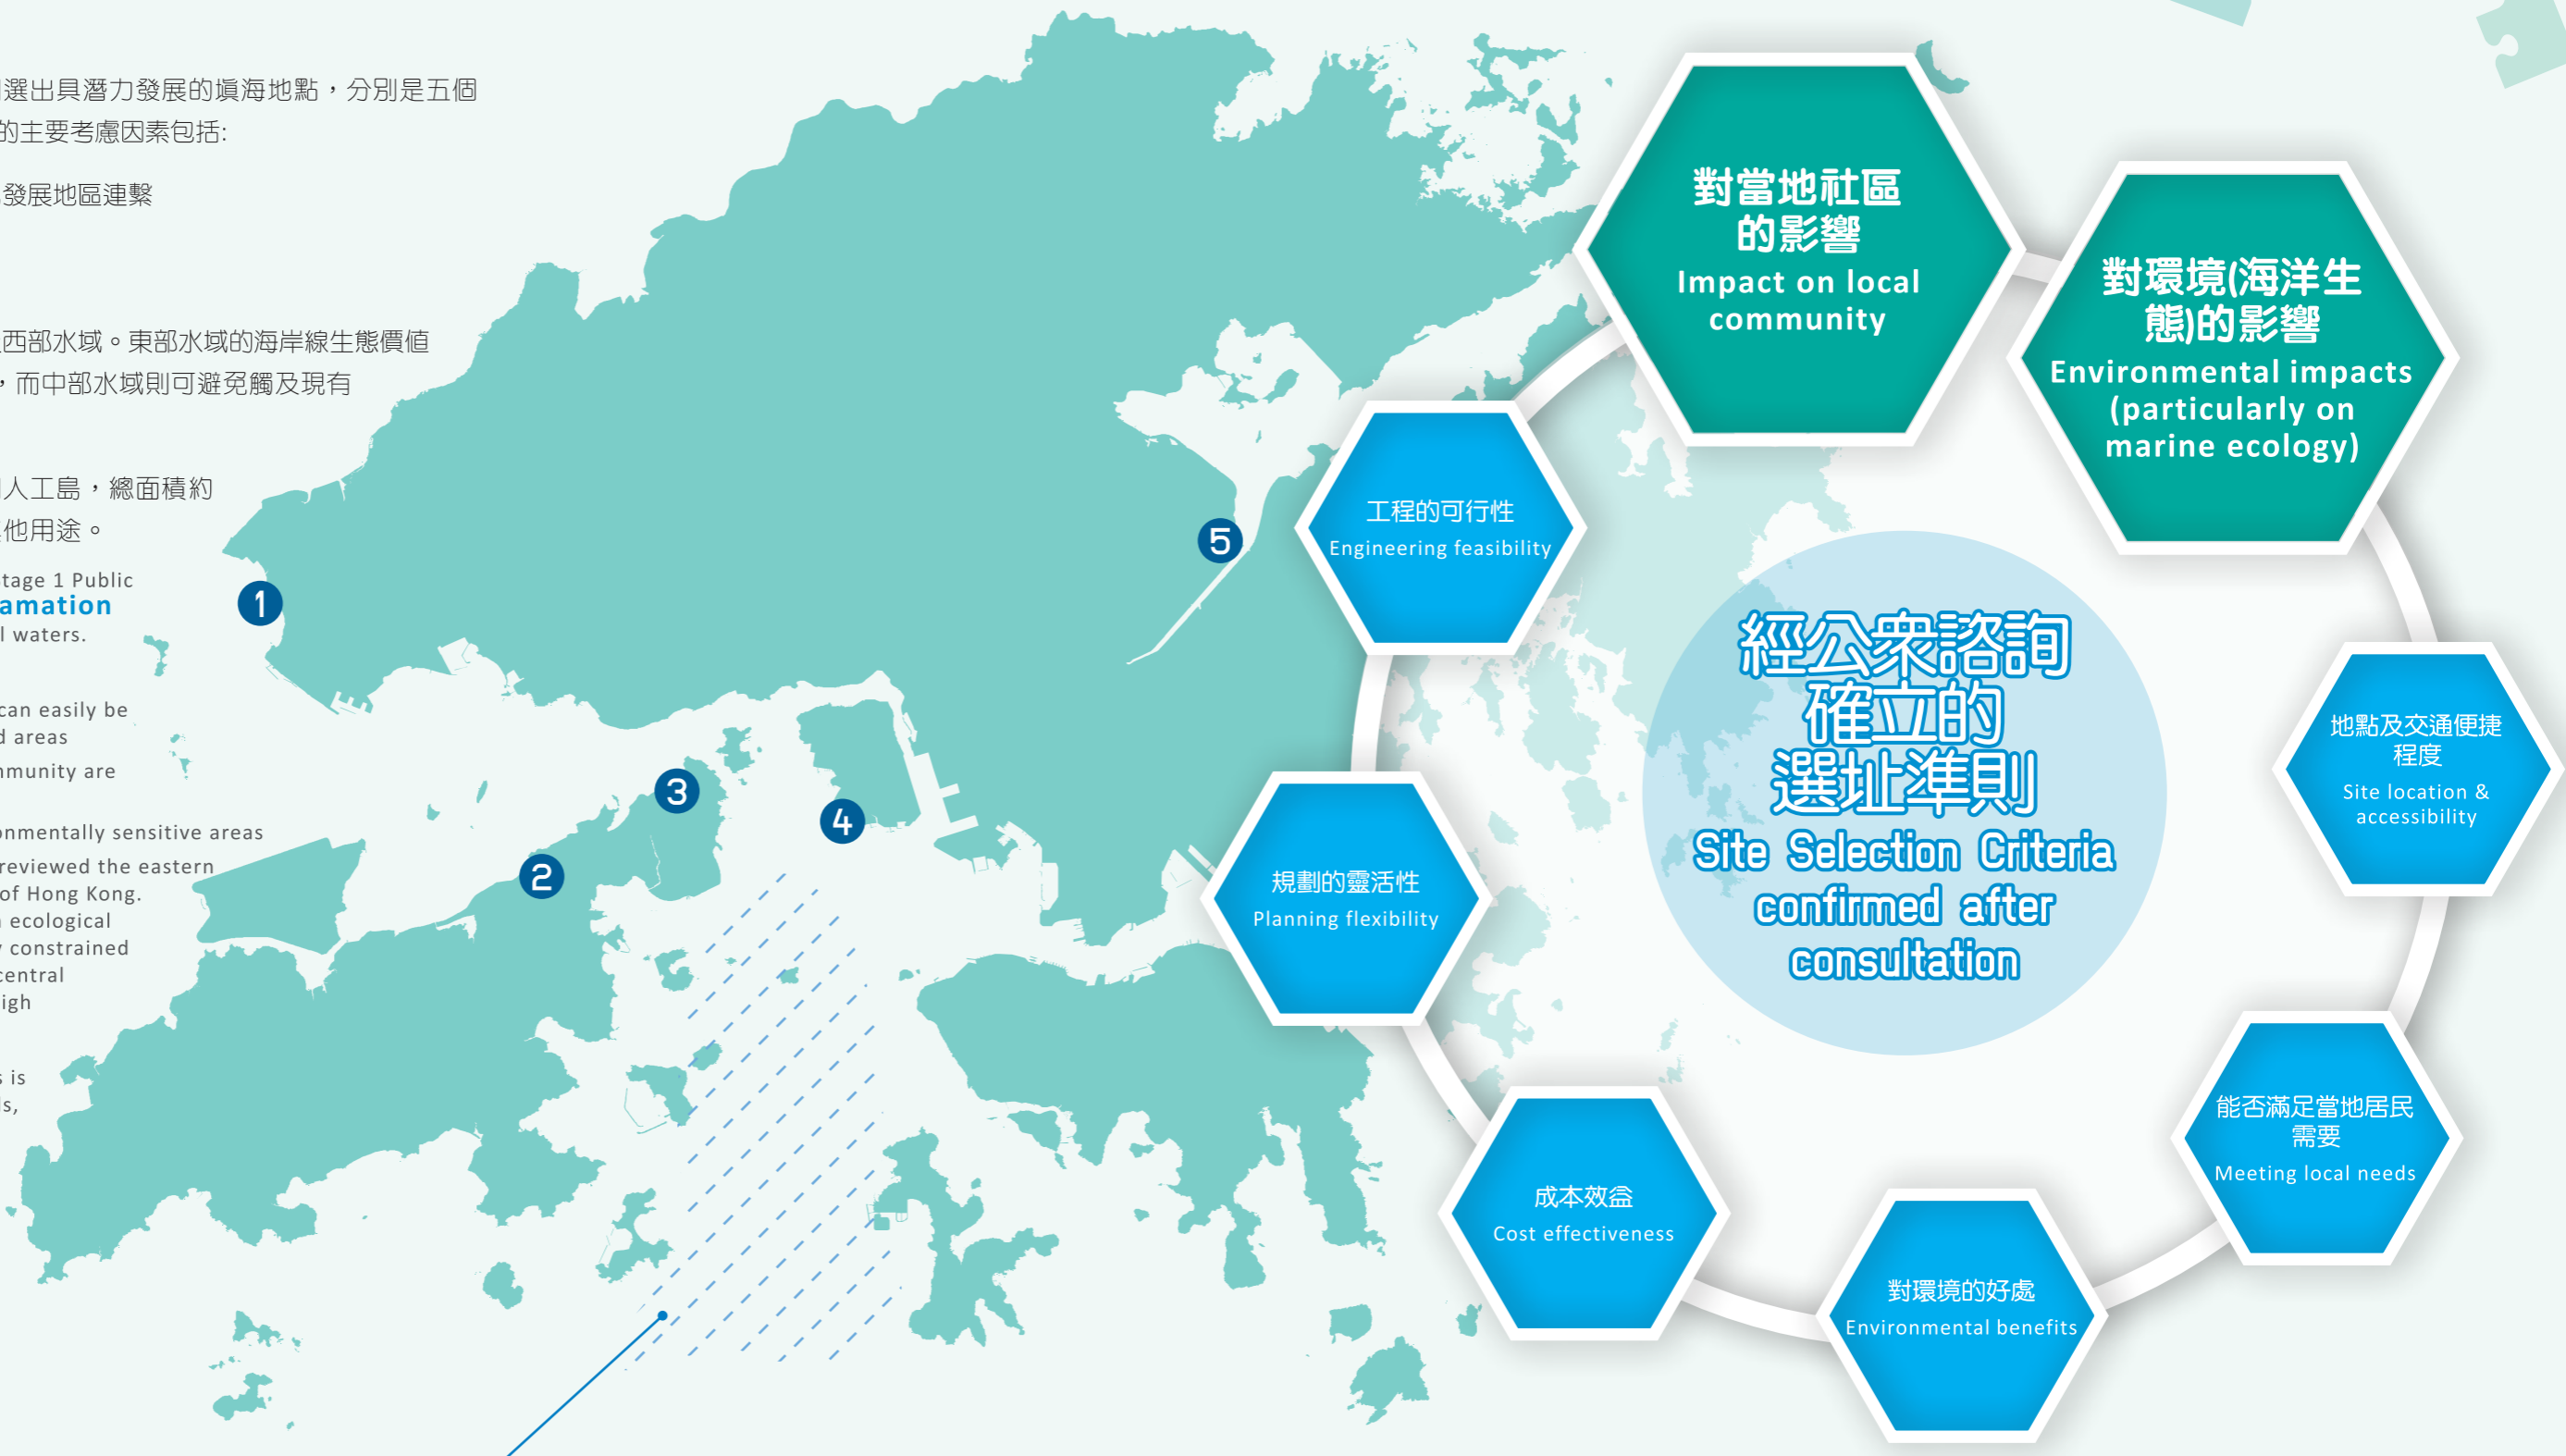 選出具潛力發展的填海地點，分別是五個
的主要考慮因素包括:
發展地區連繫
西部水域。東部水域的海岸線生態價值
，而中部水域則可避免觸及現有
人工島，總面積約
他用途。
tage 1 Public
amation
l waters.
can easily be
d areas
mmunity are
onmentally sensitive areas
reviewed the eastern
of Hong Kong.
n ecological
y constrained
central
igh
s is
ls,
1
2
3
4
5
對當地社區
的影響
Impact on local
community
對環境(海洋生
態)的影響
Environmental impacts
(particularly on
marine ecology)
地點及交通便捷
程度
Site location &
accessibility
能否滿足當地居民
需要
Meeting local needs
對環境的好處
Environmental benefits
成本效益
Cost effectiveness
規劃的靈活性
Planning flexibility
工程的可行性
Engineering feasibility
經公眾諮詢
確立的
選址準則
Site Selection Criteria
confirmed after
consultation